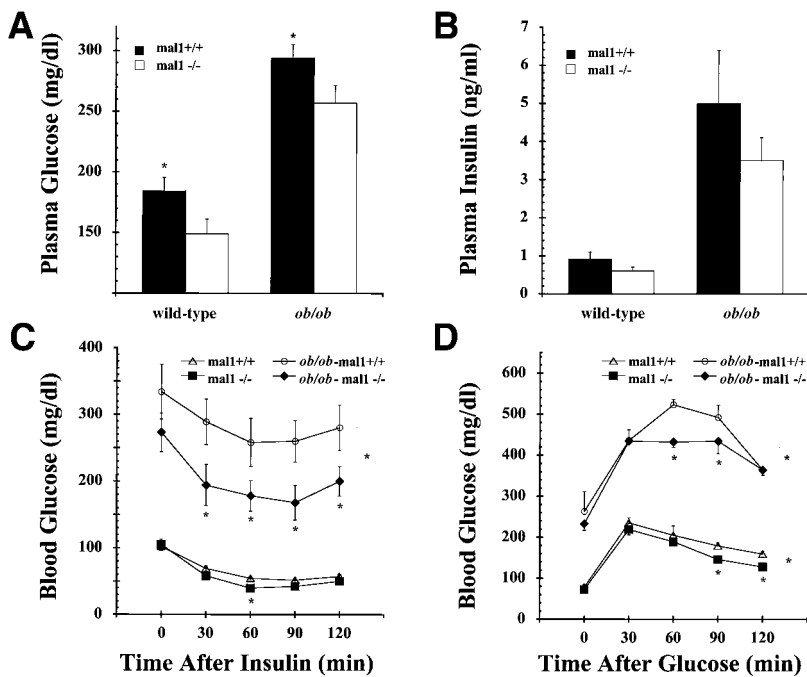 A
Plasma Glucose (mg/dl)
300
250
200
150
100
mal1+/+
mal1 -/-
*
*
wild-type
ob/ob
B
Plasma Insulin (ng/ml)
7
6
5
4
3
2
1
0
mal1+/+
mal1 -/-
wild-type
ob/ob
C
Blood Glucose (mg/dl)
400
300
200
100
0
mal1+/+
ob/ob-mal1+/+
mal1 -/-
ob/ob- mal1 -/-
*
* * * *
*
0 30 60 90 120
Time After Insulin (min)
D
Blood Glucose (mg/dl)
600
500
400
300
200
100
0
mal1+/+
ob/ob-mal1+/+
mal1 -/-
ob/ob- mal1 -/-
* * *
*
* * *
0 30 60 90 120
Time After Glucose (min)